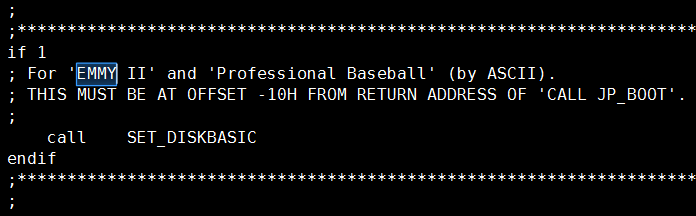 ;
;*************************************************************************
if 1
; For 'EMMY II' and 'Professional Baseball' (by ASCII).
; THIS MUST BE AT OFFSET -10H FROM RETURN ADDRESS OF 'CALL JP_BOOT'.
;
call SET_DISKBASIC
endif
;*************************************************************************
;